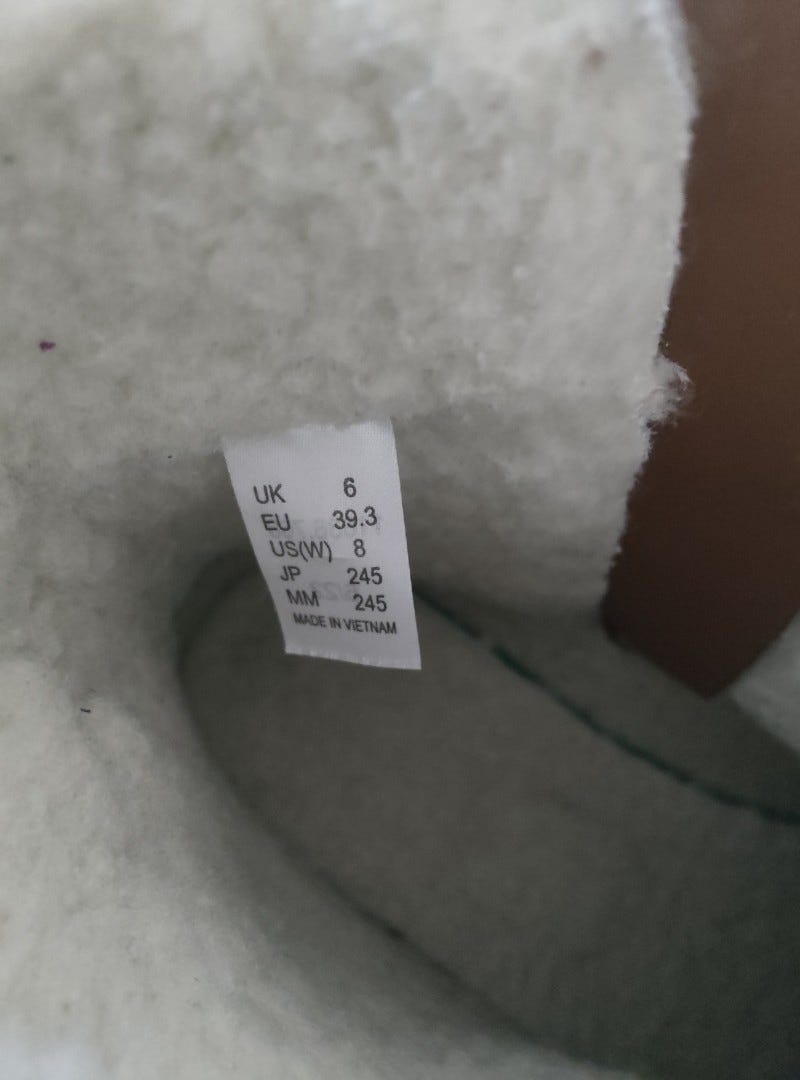 UK 6
EU 39.3
US(W) 8
JP 245
MM 245
MADE IN VIETNAM